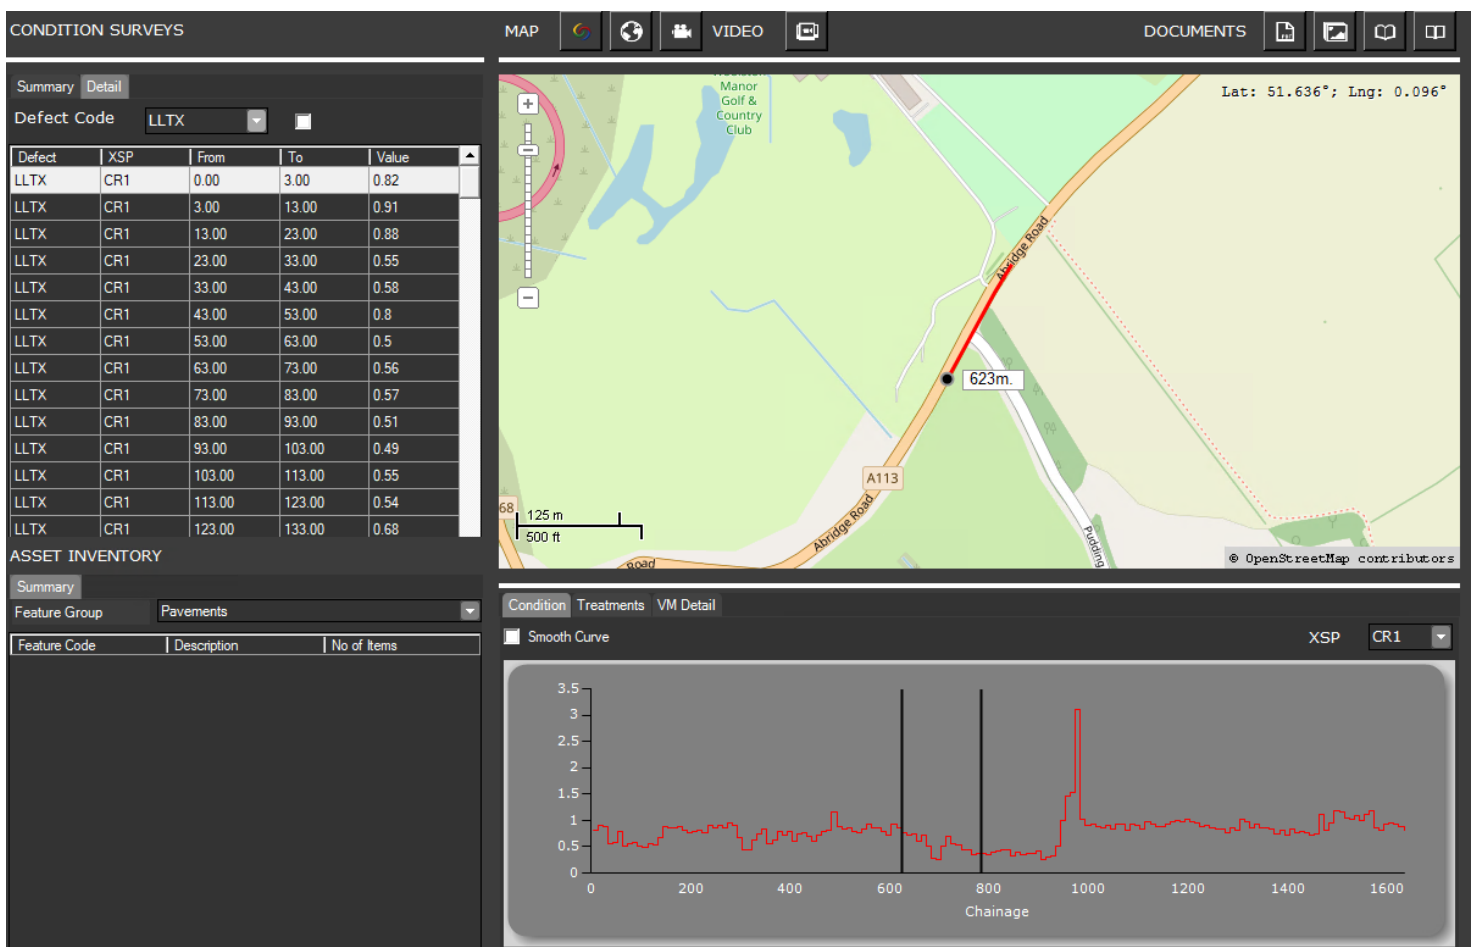 CONDITION SURVEYS
MAP
VIDEO
DOCUMENTS
Summary Detail
Defect Code LLTX
Defect XSP From To Value
LLTX CR1 0.00 3.00 0.82
LLTX CR1 3.00 13.00 0.91
LLTX CR1 13.00 23.00 0.88
LLTX CR1 23.00 33.00 0.55
LLTX CR1 33.00 43.00 0.58
LLTX CR1 43.00 53.00 0.8
LLTX CR1 53.00 63.00 0.5
LLTX CR1 63.00 73.00 0.56
LLTX CR1 73.00 83.00 0.57
LLTX CR1 83.00 93.00 0.51
LLTX CR1 93.00 103.00 0.49
LLTX CR1 103.00 113.00 0.55
LLTX CR1 113.00 123.00 0.54
LLTX CR1 123.00 133.00 0.68
ASSET INVENTORY
Summary
Feature Group Pavements
Feature Code Description No of Items
Manor
Golf &
Country
Club
Lat: 51.636°; Lng: 0.096°
Abridge Road
623m.
A113
Abridge Road
Pudding
Road
68
125 m
500 ft
© OpenStreetMap contributors
Condition Treatments VM Detail
Smooth Curve
XSP CR1
3.5
3
2.5
2
1.5
1
0.5
0
0 200 400 600 800 1000 1200 1400 1600
Chainage